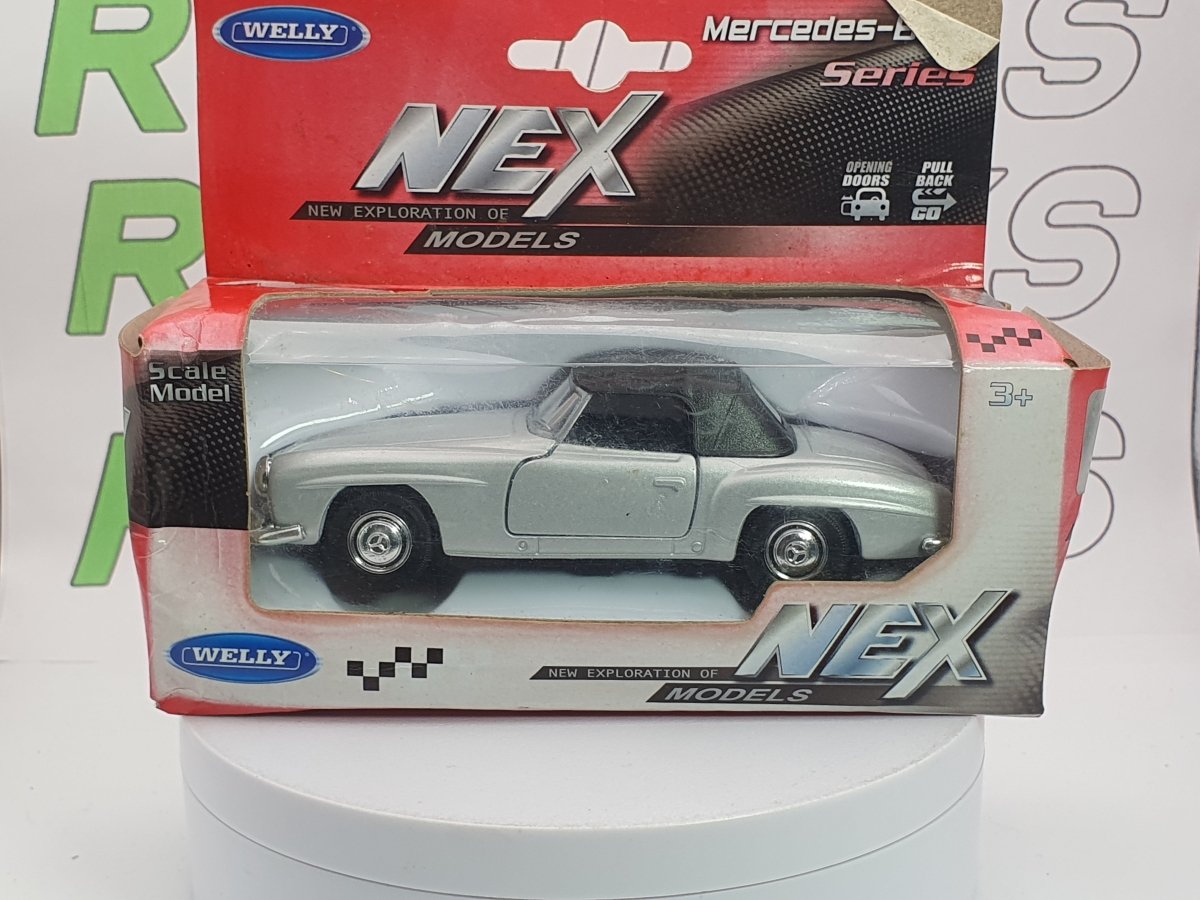 WELLY
Mercedes-
Series
NEX
NEW EXPLORATION OF
MODELS
OPENING
DOORS
PULL
BACK
GO
Scale
Model
3+
WELLY
NEX
NEW EXPLORATION OF
MODELS